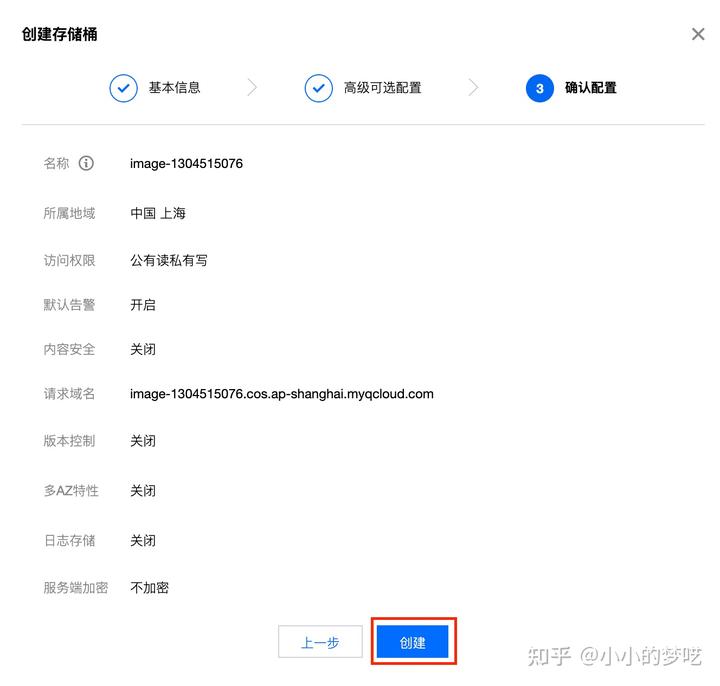 创建存储桶
基本信息
高级可选配置
3 确认配置
名称 image-1304515076
所属地域 中国 上海
访问权限 公有读私有写
默认告警 开启
内容安全 关闭
请求域名 image-1304515076.cos.ap-shanghai.myqcloud.com
版本控制 关闭
多AZ特性 关闭
日志存储 关闭
服务端加密 不加密
上一步 创建
知乎 @小小的梦呓